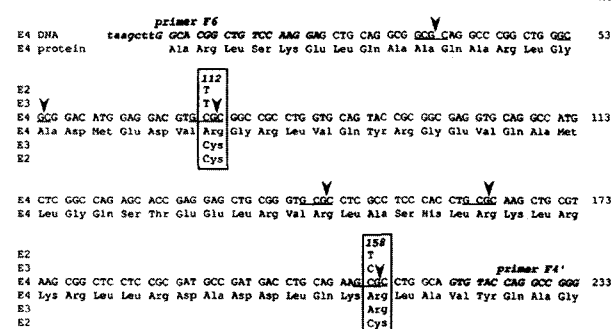 primer F6
E4 DNA taagcttG GCA CGG CTG TCC AAG GAG CTG CAG GCG GCG CAG GCC CGG CTG GGC 53
E4 protein Ala Arg Leu Ser Lys Glu Leu Gln Ala Ala Gln Ala Arg Leu Gly
112
E2 T
E3 T
E4 GCG GAC ATG GAG GAC GTG CGC GGC CGC CTG GTG CAG TAC CGC GGC GAG GTG CAG GCC ATG 113
E4 Ala Asp Met Glu Asp Val Arg Gly Arg Leu Val Gln Tyr Arg Gly Glu Val Gln Ala Met
E3 Cys
E2 Cys
E4 CTC GGC CAG AGC ACC GAG GAG CTG CGG GTG CGC CTC GCC TCC CAC CTG CGC AAG CTG CGT 173
E4 Leu Gly Gln Ser Thr Glu Glu Leu Arg Val Arg Leu Ala Ser His Leu Arg Lys Leu Arg
158
E2 T
E3 C
E4 AAG CGG CTC CTC CGC GAT GCC GAT GAC CTG CAG AAG CGC CTG GCA GTG TAC CAG GCC GGG 233
primer F4'
E4 Lys Arg Leu Leu Arg Asp Ala Asp Asp Leu Gln Lys Arg Leu Ala Val Tyr Gln Ala Gly
E3 Arg
E2 Cys